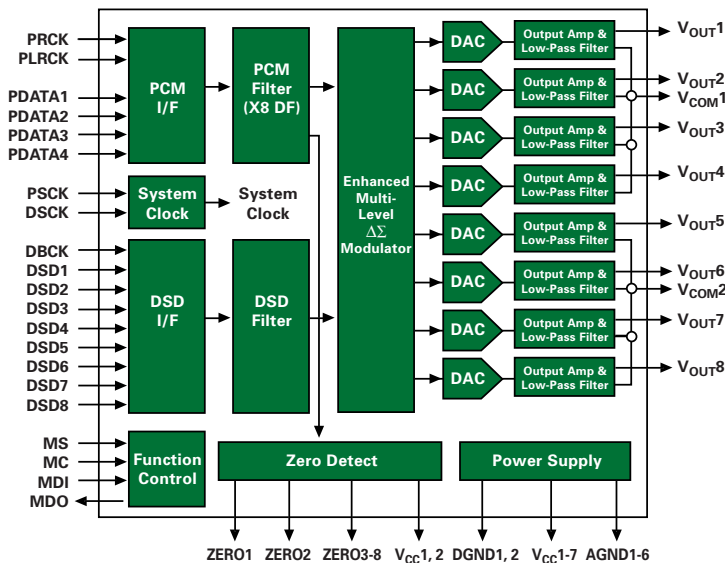 PRCK
PLRCK
PDATA1
PDATA2
PDATA3
PDATA4
PSCK
DSCK
DBCK
DSD1
DSD2
DSD3
DSD4
DSD5
DSD6
DSD7
DSD8
MS
MC
MDI
MDO
PCM
I/F
PCM
Filter
(X8 DF)
System
Clock
System
Clock
DSD
I/F
DSD
Filter
Function
Control
Enhanced
Multi-
Level
ΔΣ
Modulator
DAC
Output Amp &
Low-Pass Filter
DAC
Output Amp &
Low-Pass Filter
DAC
Output Amp &
Low-Pass Filter
DAC
Output Amp &
Low-Pass Filter
DAC
Output Amp &
Low-Pass Filter
DAC
Output Amp &
Low-Pass Filter
DAC
Output Amp &
Low-Pass Filter
DAC
Output Amp &
Low-Pass Filter
VOUT1
VOUT2
VCOM1
VOUT3
VOUT4
VOUT5
VOUT6
VCOM2
VOUT7
VOUT8
Zero Detect
Power Supply
ZERO1
ZERO2
ZERO3-8
VCC1, 2
DGND1, 2
VCC1-7
AGND1-6